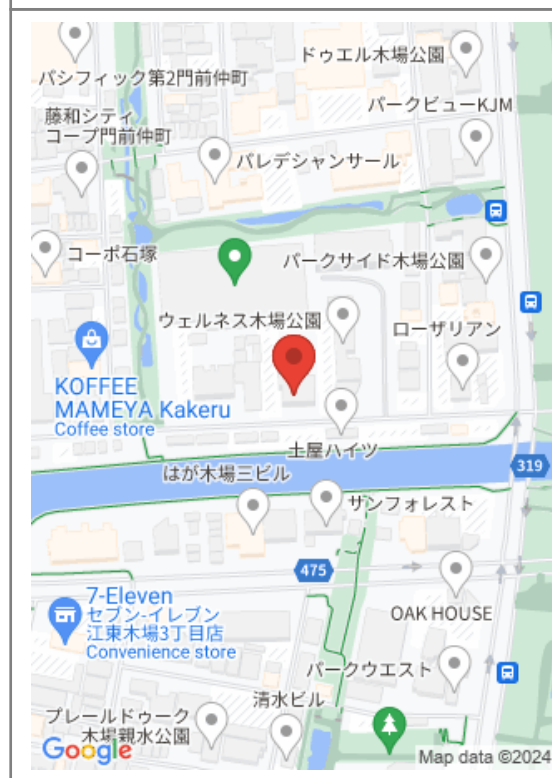 ドゥエル木場公園
パシフィック第2門前仲町
パークビューKJM
藤和シティ
コープ門前仲町
パレデシャンサール
コーポ石塚
パークサイド木場公園
ウェルネス木場公園
ローザリアン
KOFFEE
MAMEYA Kakeru
Coffee store
土屋ハイツ
319
はが木場三ビル
サンフォレスト
475
7-Eleven
セブン-イレブン
江東木場3丁目店
Convenience store
OAK HOUSE
パークウエスト
清水ビル
プレールドゥーク
木場親水公園
Google
Map data ©2024